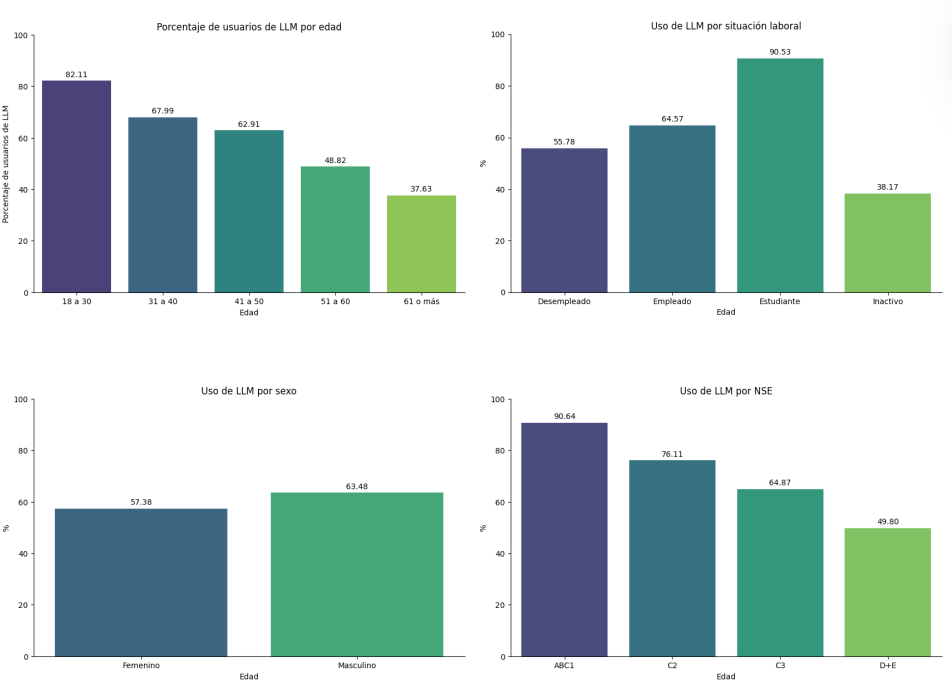 Porcentaje de usuarios de LLM por edad
Porcentaje de usuarios de LLM
100
80
60
40
20
0
82.11
67.99
62.91
48.82
37.63
18 a 30
31 a 40
41 a 50
51 a 60
61 o más
Edad
Uso de LLM por situación laboral
%
100
80
60
40
20
0
55.78
64.57
90.53
38.17
Desempleado
Empleado
Estudiante
Inactivo
Edad
Uso de LLM por sexo
%
100
80
60
40
20
0
57.38
63.48
Femenino
Masculino
Edad
Uso de LLM por NSE
%
100
80
60
40
20
0
90.64
76.11
64.87
49.80
ABC1
C2
C3
D+E
Edad